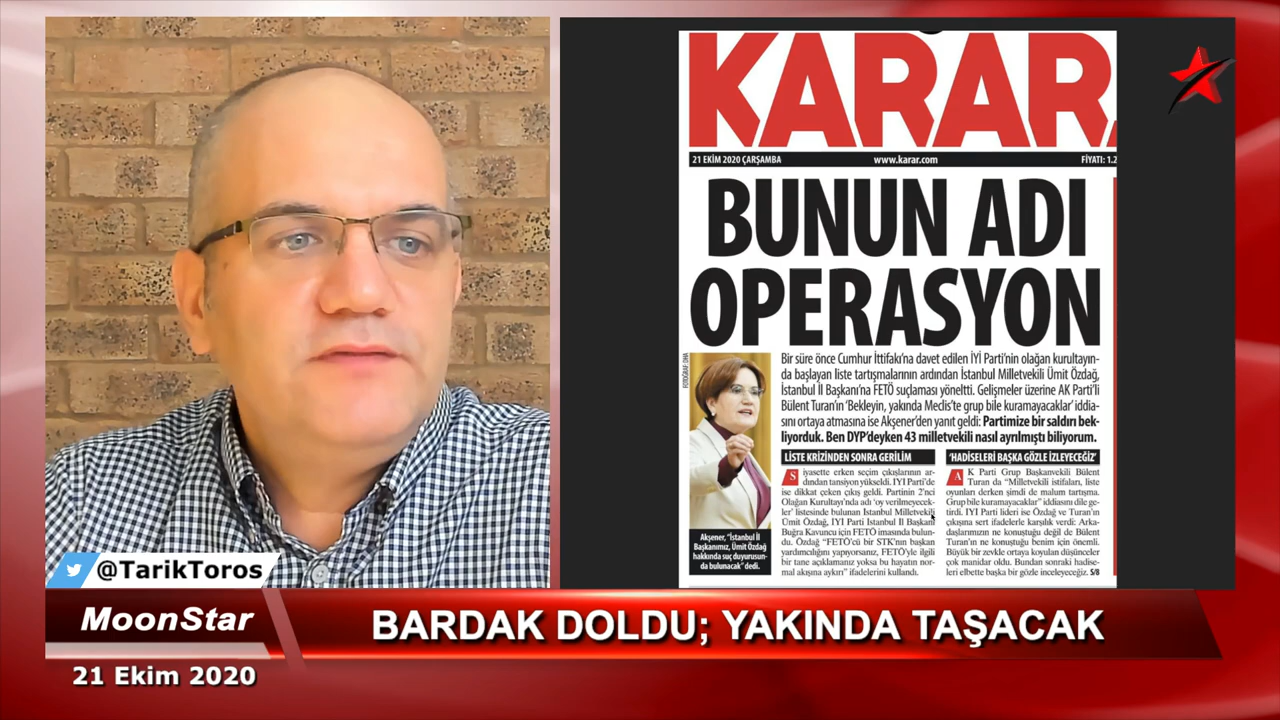 KARAR
21 EKİM 2020 ÇARŞAMBA
www.karar.com
FİYATI: 1.2
BUNUN ADI
OPERASYON
FOTOĞRAF: DHA
Bir süre önce Cumhur İttifakı'na davet edilen İYİ Parti'nin olağan kurultayın-
da başlayan liste tartışmalarının ardından İstanbul Milletvekili Ümit Özdağ,
İstanbul İl Başkanı'na FETÖ suçlaması yöneltti. Gelişmeler üzerine AK Parti'li
Bülent Turan'ın 'Bekleyin, yakında Meclis'te grup bile kuramayacaklar' iddia-
sını ortaya atmasına ise Akşener'den yanıt geldi: Partimize bir saldırı bek-
liyorduk. Ben DYP'deyken 43 milletvekili nasıl ayrılmıştı biliyorum.
Akşener, "İstanbul İl
Başkanımız, Ümit Özdağ
hakkında suç duyurusun-
da bulunacak" dedi.
LİSTE KRİZİNDEN SONRA GERİLİM
Siyasette erken seçim çıkışlarının ar-
dından tansiyon yükseldi. İYİ Parti'de
ise dikkat çeken çıkış geldi. Partinin 2'nci
Olağan Kurultayı'nda adı 'oy verilmeyecek-
ler' listesinde bulunan İstanbul Milletvekili
Ümit Özdağ, İYİ Parti İstanbul İl Başkanı
Buğra Kavuncu için FETÖ imasında bulun-
du. Özdağ "FETÖ'cü bir STK'nın başkan
yardımcılığını yapıyorsanız, FETÖ'yle ilgili
bir tane açıklamanız yoksa bu hayatın nor-
mal akışına aykırı" ifadelerini kullandı.
'HADİSELERİ BAŞKA GÖZLE İZLEYECEĞİZ'
AK Parti Grup Başkanvekili Bülent
Turan da "Milletvekili istifaları, liste
oyunları derken şimdi de malum tartışma.
Grup bile kuramayacaklar" iddiasını dile ge-
tirdi. İYİ Parti lideri ise Özdağ ve Turan'ın
çıkışına sert ifadelerle karşılık verdi: Arka-
daşlarımızın ne konuştuğu değil de Bülent
Turan'ın ne konuştuğu benim için önemli.
Büyük bir zevkle ortaya koyulan düşünceler
çok manidar oldu. Bundan sonraki hadise-
leri elbette başka bir gözle inceleyeceğiz. S/8
@TarikToros
MoonStar
BARDAK DOLDU; YAKINDA TAŞACAK
21 Ekim 2020